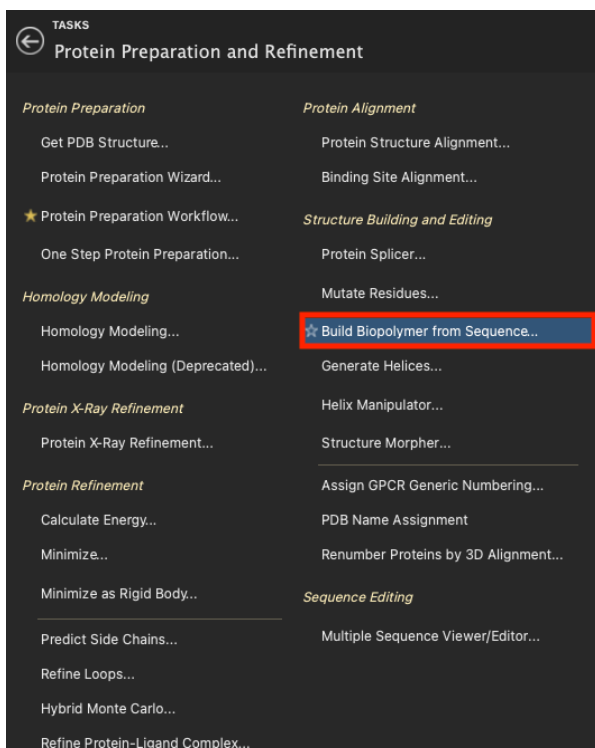 TASKS
Protein Preparation and Refinement
Protein Preparation
Get PDB Structure...
Protein Preparation Wizard...
Protein Preparation Workflow...
One Step Protein Preparation...
Homology Modeling
Homology Modeling...
Homology Modeling (Deprecated)...
Protein X-Ray Refinement
Protein X-Ray Refinement...
Protein Refinement
Calculate Energy...
Minimize...
Minimize as Rigid Body...
Predict Side Chains...
Refine Loops...
Hybrid Monte Carlo...
Refine Protein-Ligand Complex...
Protein Alignment
Protein Structure Alignment...
Binding Site Alignment...
Structure Building and Editing
Protein Splicer...
Mutate Residues...
Build Biopolymer from Sequence...
Generate Helices...
Helix Manipulator...
Structure Morpher...
Assign GPCR Generic Numbering...
PDB Name Assignment
Renumber Proteins by 3D Alignment...
Sequence Editing
Multiple Sequence Viewer/Editor...